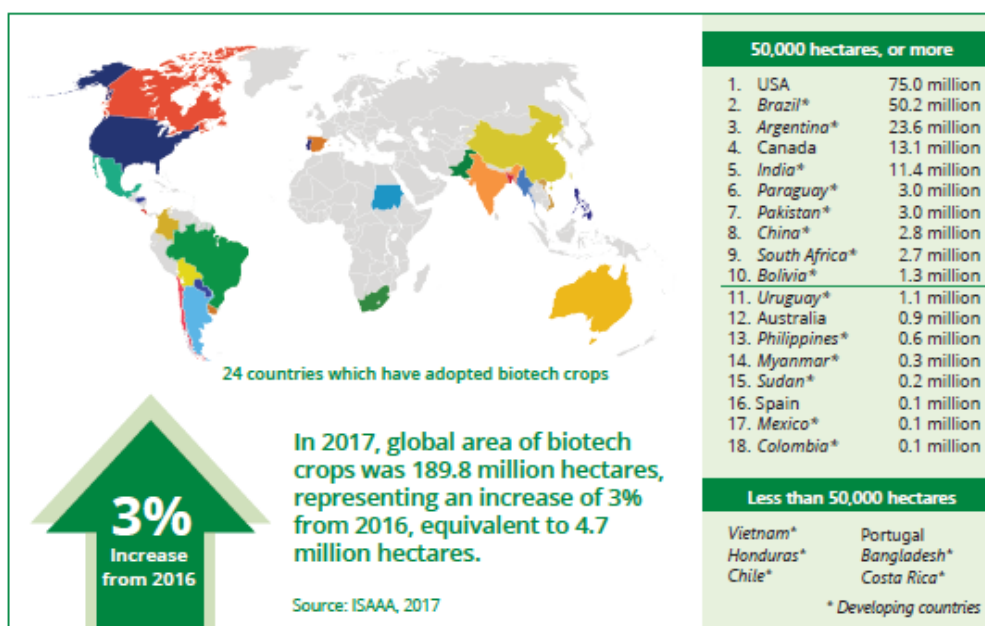 24 countries which have adopted biotech crops
3%
Increase
from 2016
In 2017, global area of biotech
crops was 189.8 million hectares,
representing an increase of 3%
from 2016, equivalent to 4.7
million hectares.
Source: ISAAA, 2017
50,000 hectares, or more
1. USA 75.0 million
2. Brazil* 50.2 million
3. Argentina* 23.6 million
4. Canada 13.1 million
5. India* 11.4 million
6. Paraguay* 3.0 million
7. Pakistan* 3.0 million
8. China* 2.8 million
9. South Africa* 2.7 million
10. Bolivia* 1.3 million
11. Uruguay* 1.1 million
12. Australia 0.9 million
13. Philippines* 0.6 million
14. Myanmar* 0.3 million
15. Sudan* 0.2 million
16. Spain 0.1 million
17. Mexico* 0.1 million
18. Colombia* 0.1 million
Less than 50,000 hectares
Vietnam* Portugal
Honduras* Bangladesh*
Chile* Costa Rica*
* Developing countries